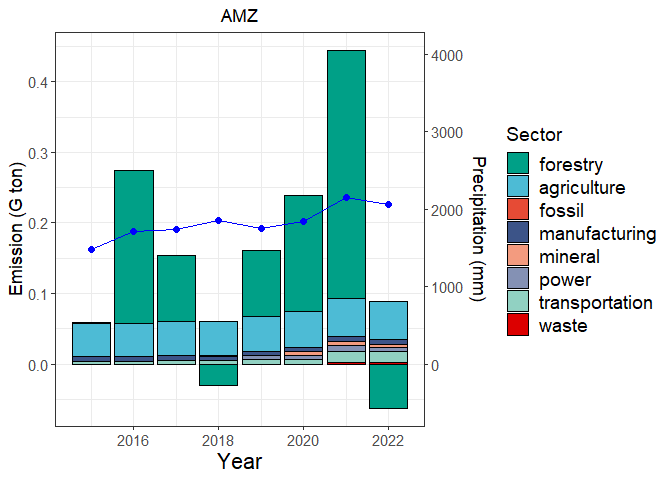 AMZ
Emission (G ton)
0.4
0.3
0.2
0.1
0.0
4000
3000
2000
1000
0
Precipitation (mm)
2016
2018
2020
2022
Year
Sector
forestry
agriculture
fossil
manufacturing
mineral
power
transportation
waste